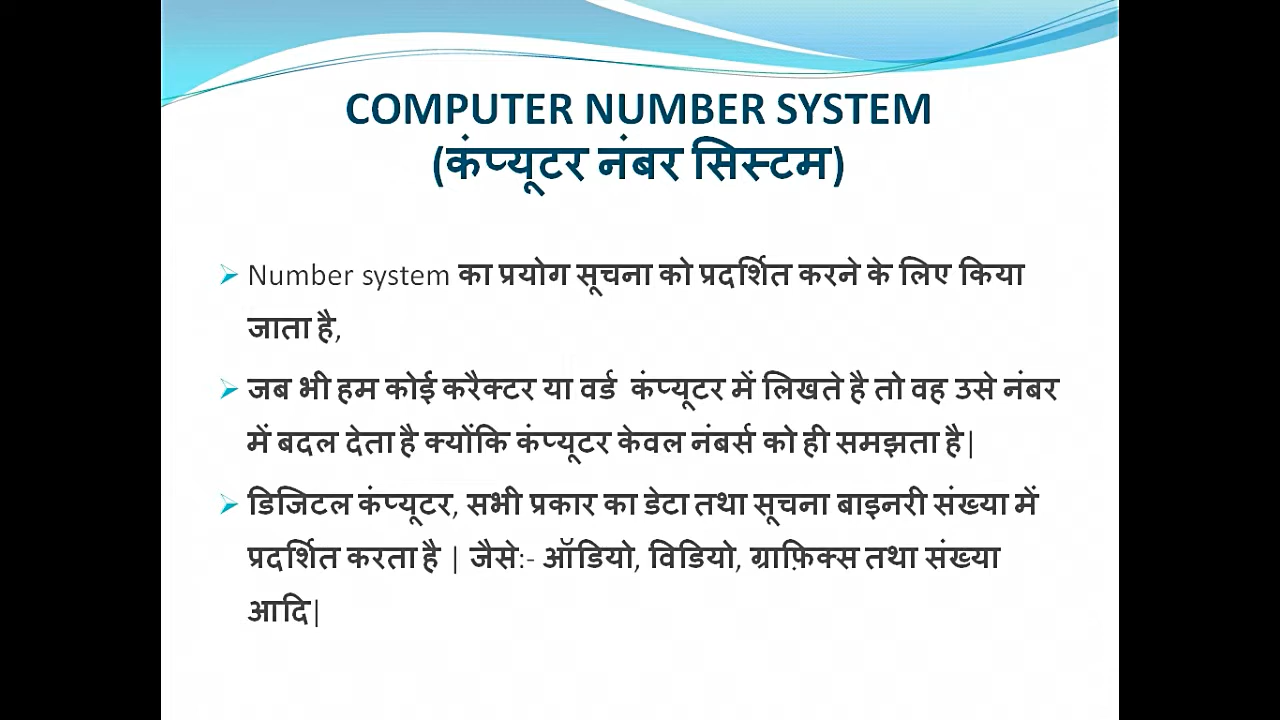 COMPUTER NUMBER SYSTEM
(कंप्यूटर नंबर सिस्टम)
Number system का प्रयोग सूचना को प्रदर्शित करने के लिए किया
जाता है,
जब भी हम कोई करैक्टर या वर्ड कंप्यूटर में लिखते है तो वह उसे नंबर
में बदल देता है क्योंकि कंप्यूटर केवल नंबर्स को ही समझता है|
डिजिटल कंप्यूटर, सभी प्रकार का डेटा तथा सूचना बाइनरी संख्या में
प्रदर्शित करता है | जैसे:- ऑडियो, विडियो, ग्राफ़िक्स तथा संख्या
आदि|